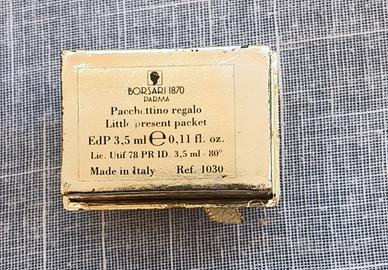 BORSARI 1870
PARMA
Pacchettino regalo
Little present packet
EdP 3,5 ml ℮ 0,11 fl. oz.
Lic. Utif 78 PR ID. 3,5 ml - 80°
Made in Italy Ref. 1030